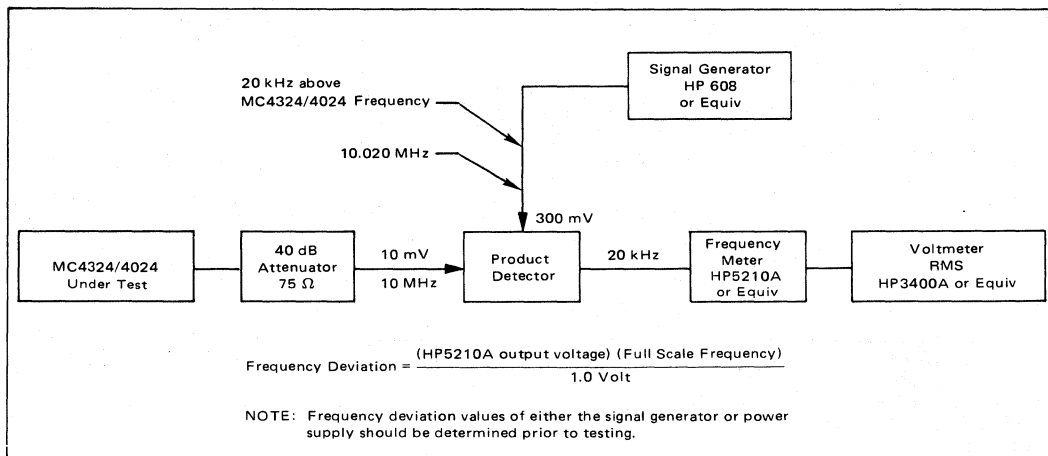 Signal Generator
HP 608
or Equiv
20 kHz above
MC4324/4024 Frequency
10.020 MHz
300 mV
MC4324/4024
Under Test
40 dB
Attenuator
75 Ω
10 mV
10 MHz
Product
Detector
20 kHz
Frequency
Meter
HP5210A
or Equiv
Voltmeter
RMS
HP3400A or Equiv
Frequency Deviation = (HP5210A output voltage) (Full Scale Frequency)
1.0 Volt
NOTE: Frequency deviation values of either the signal generator or power
supply should be determined prior to testing.